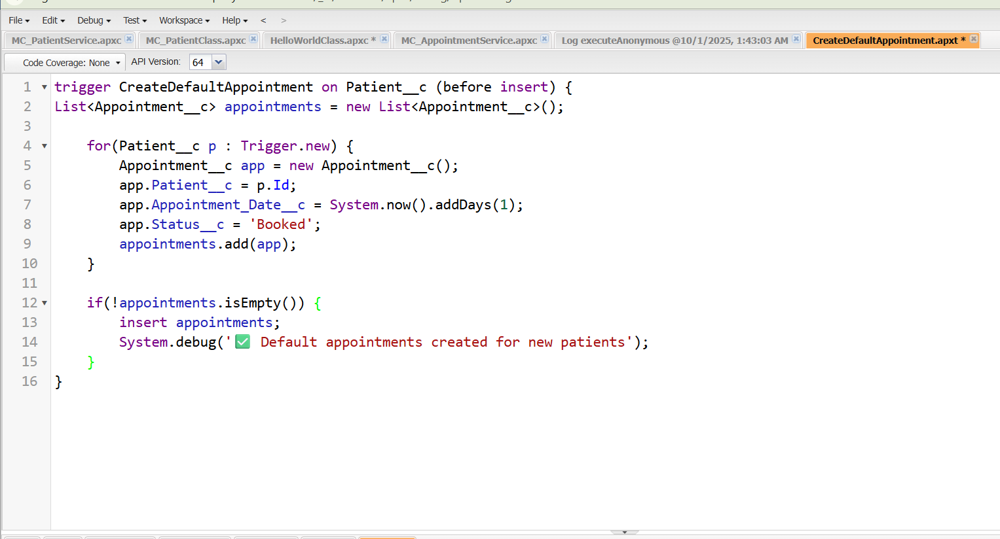 File Edit Debug Test Workspace Help < >
MC_PatientService.apxc MC_PatientClass.apxc HelloWorldClass.apxc * MC_AppointmentService.apxc Log executeAnonymous @10/1/2025, 1:43:03 AM CreateDefaultAppointment.apxt *
Code Coverage: None API Version: 64
1 trigger CreateDefaultAppointment on Patient__c (before insert) {
2 List<Appointment__c> appointments = new List<Appointment__c>();
3
4 for(Patient__c p : Trigger.new) {
5 Appointment__c app = new Appointment__c();
6 app.Patient__c = p.Id;
7 app.Appointment_Date__c = System.now().addDays(1);
8 app.Status__c = 'Booked';
9 appointments.add(app);
10 }
11
12 if(!appointments.isEmpty()) {
13 insert appointments;
14 System.debug('✅ Default appointments created for new patients');
15 }
16 }